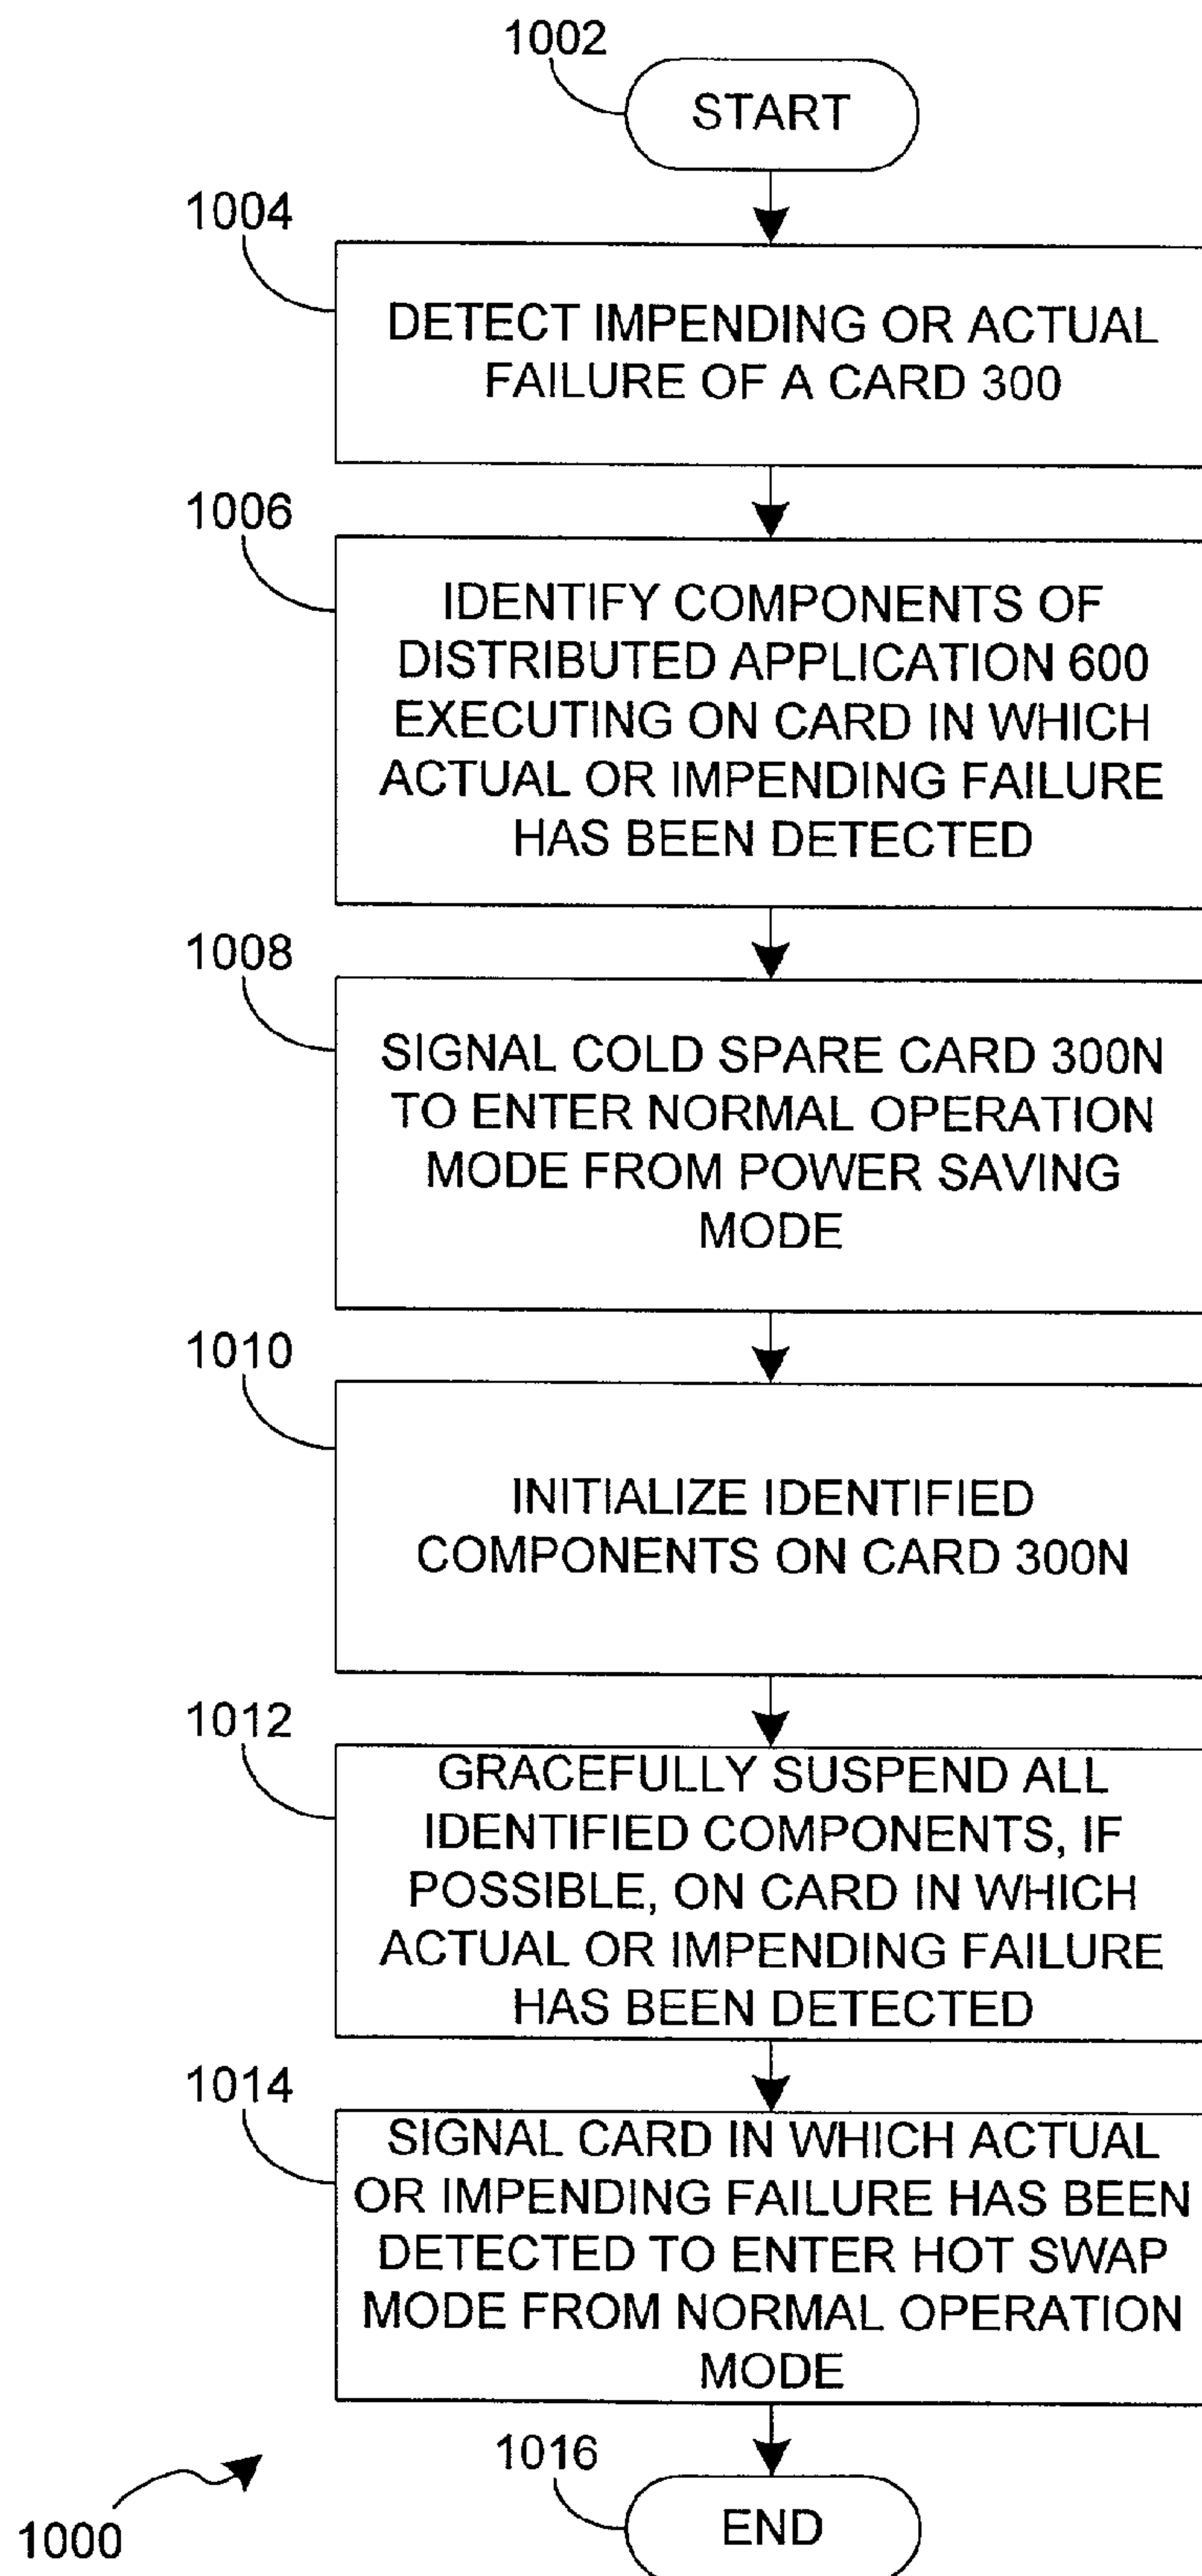 1002
START
1004
DETECT IMPENDING OR ACTUAL
FAILURE OF A CARD 300
1006
IDENTIFY COMPONENTS OF
DISTRIBUTED APPLICATION 600
EXECUTING ON CARD IN WHICH
ACTUAL OR IMPENDING FAILURE
HAS BEEN DETECTED
1008
SIGNAL COLD SPARE CARD 300N
TO ENTER NORMAL OPERATION
MODE FROM POWER SAVING
MODE
1010
INITIALIZE IDENTIFIED
COMPONENTS ON CARD 300N
1012
GRACEFULLY SUSPEND ALL
IDENTIFIED COMPONENTS, IF
POSSIBLE, ON CARD IN WHICH
ACTUAL OR IMPENDING FAILURE
HAS BEEN DETECTED
1014
SIGNAL CARD IN WHICH ACTUAL
OR IMPENDING FAILURE HAS BEEN
DETECTED TO ENTER HOT SWAP
MODE FROM NORMAL OPERATION
MODE
1016
END
1000